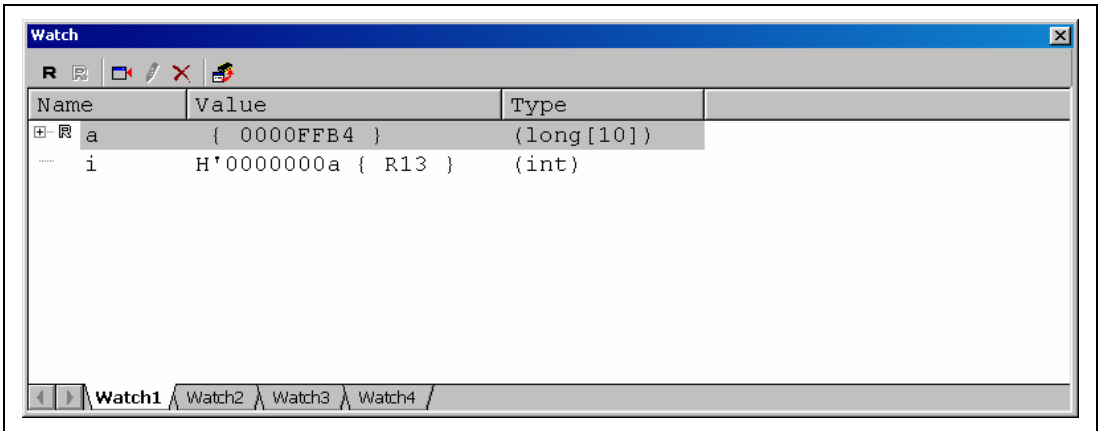 Watch
R R
Name Value Type
R a { 0000FFB4 } (long[10])
i H'0000000a { R13 } (int)
Watch1 Watch2 Watch3 Watch4